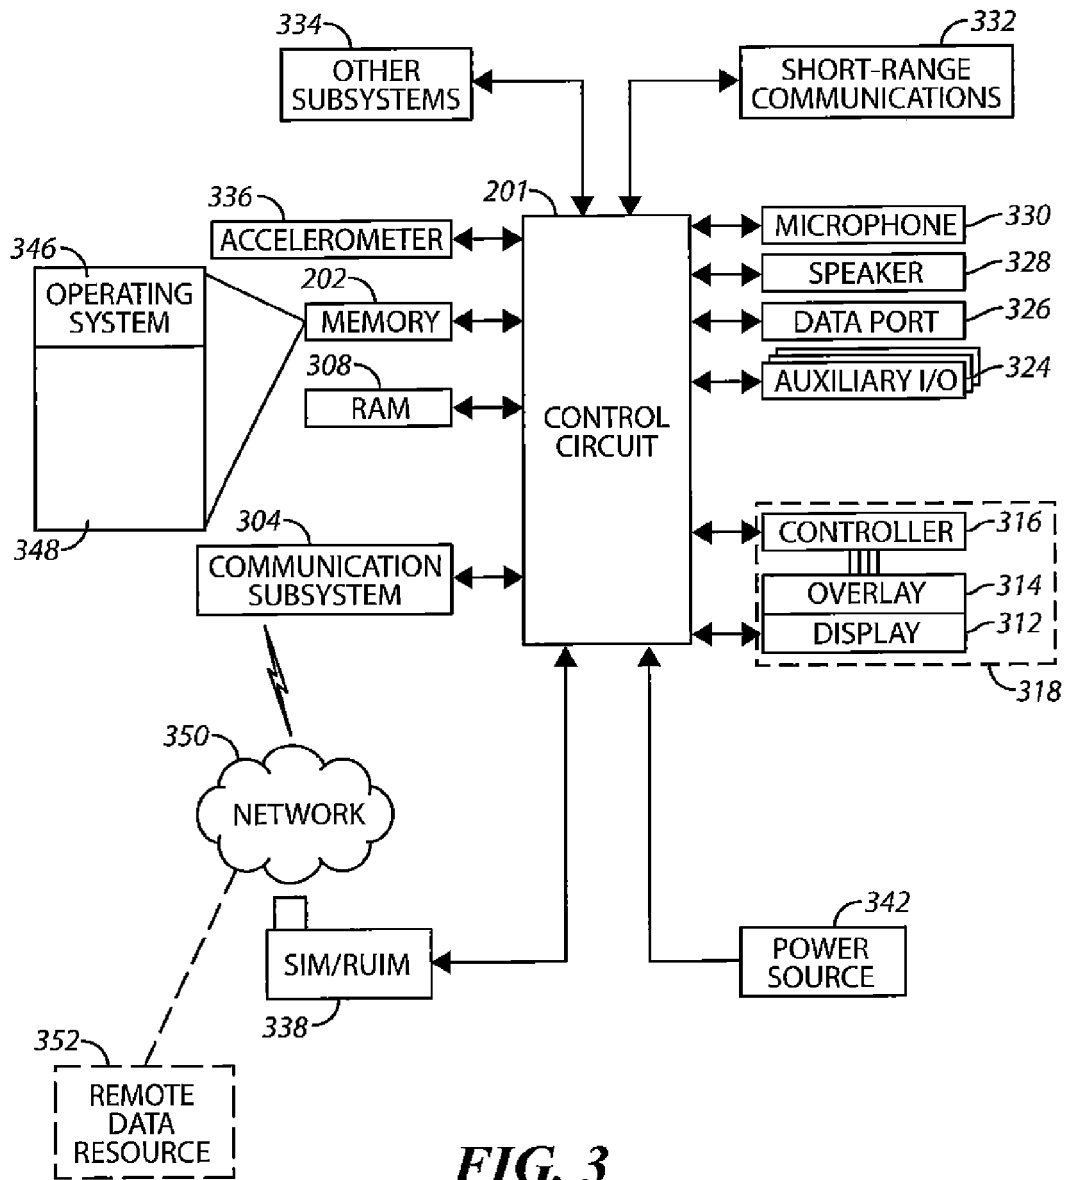 334
OTHER
SUBSYSTEMS
332
SHORT-RANGE
COMMUNICATIONS
336
ACCELEROMETER
201
MICROPHONE
330
346
OPERATING
SYSTEM
202
MEMORY
SPEAKER
328
DATA PORT
326
308
RAM
AUXILIARY I/O
324
CONTROL
CIRCUIT
348
304
COMMUNICATION
SUBSYSTEM
CONTROLLER
316
OVERLAY
314
DISPLAY
312
318
350
NETWORK
SIM/RUIM
338
342
POWER
SOURCE
352
REMOTE
DATA
RESOURCE
FIG. 3